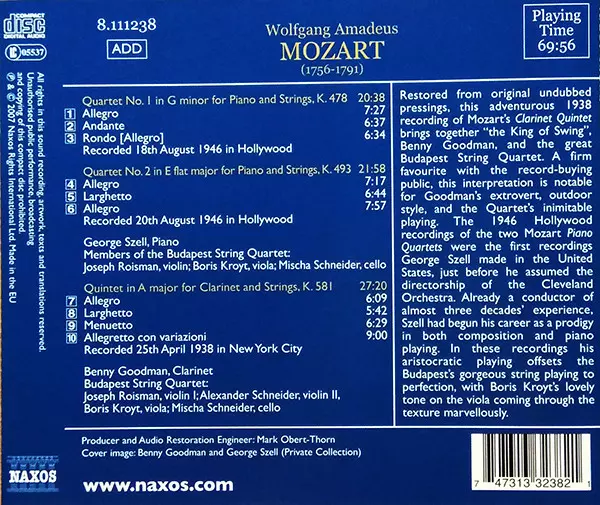 COMPACT
disc
DIGITAL AUDIO
LC 05537
8.111238
ADD
Wolfgang Amadeus
MOZART
(1756-1791)
Playing
Time
69:56
All rights in this sound recording, artwork, texts and translations reserved.
Unauthorised public performance, broadcasting
and copying of this compact disc prohibited.
℗ & © 2007 Naxos Rights International Ltd. Made in the EU
Quartet No. 1 in G minor for Piano and Strings, K. 478 20:38
1 Allegro 7:27
2 Andante 6:37
3 Rondo [Allegro] 6:34
Recorded 18th August 1946 in Hollywood
Quartet No. 2 in E flat major for Piano and Strings, K. 493 21:58
4 Allegro 7:17
5 Larghetto 6:44
6 Allegro 7:57
Recorded 20th August 1946 in Hollywood
George Szell, Piano
Members of the Budapest String Quartet:
Joseph Roisman, violin; Boris Kroyt, viola; Mischa Schneider, cello
Quintet in A major for Clarinet and Strings, K. 581 27:20
7 Allegro 6:09
8 Larghetto 5:42
9 Menuetto 6:29
10 Allegretto con variazioni 9:00
Recorded 25th April 1938 in New York City
Benny Goodman, Clarinet
Budapest String Quartet:
Joseph Roisman, violin I; Alexander Schneider, violin II,
Boris Kroyt, viola; Mischa Schneider, cello
Restored from original undubbed
pressings, this adventurous 1938
recording of Mozart's Clarinet Quintet
brings together “the King of Swing”,
Benny Goodman, and the great
Budapest String Quartet. A firm
favourite with the record-buying
public, this interpretation is notable
for Goodman's extrovert, outdoor
style, and the Quartet's inimitable
playing. The 1946 Hollywood
recordings of the two Mozart Piano
Quartets were the first recordings
George Szell made in the United
States, just before he assumed the
directorship of the Cleveland
Orchestra. Already a conductor of
almost three decades' experience,
Szell had begun his career as a prodigy
in both composition and piano
playing. In these recordings his
aristocratic playing offsets the
Budapest's gorgeous string playing to
perfection, with Boris Kroyt's lovely
tone on the viola coming through the
texture marvellously.
Producer and Audio Restoration Engineer: Mark Obert-Thorn
Cover image: Benny Goodman and George Szell (Private Collection)
NAXOS
www.naxos.com
7 47313 32382 1